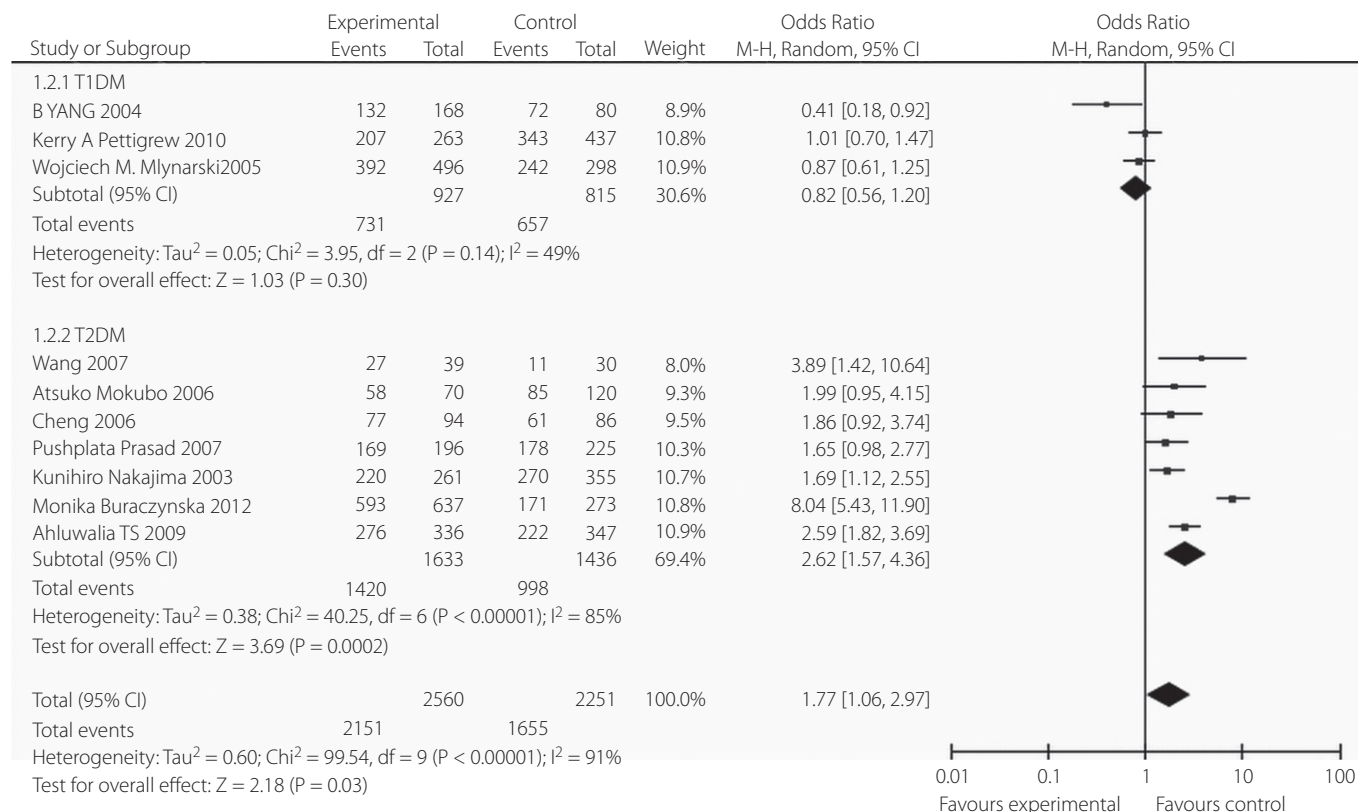 Experimental Control Odds Ratio Odds Ratio
Study or Subgroup Events Total Events Total Weight M-H, Random, 95% CI M-H, Random, 95% CI
1.2.1 T1DM
B YANG 2004 132 168 72 80 8.9% 0.41 [0.18, 0.92]
Kerry A Pettigrew 2010 207 263 343 437 10.8% 1.01 [0.70, 1.47]
Wojciech M. Mlynarski2005 392 496 242 298 10.9% 0.87 [0.61, 1.25]
Subtotal (95% CI) 927 815 30.6% 0.82 [0.56, 1.20]
Total events 731 657
Heterogeneity: Tau² = 0.05; Chi² = 3.95, df = 2 (P = 0.14); I² = 49%
Test for overall effect: Z = 1.03 (P = 0.30)
1.2.2 T2DM
Wang 2007 27 39 11 30 8.0% 3.89 [1.42, 10.64]
Atsuko Mokubo 2006 58 70 85 120 9.3% 1.99 [0.95, 4.15]
Cheng 2006 77 94 61 86 9.5% 1.86 [0.92, 3.74]
Pushplata Prasad 2007 169 196 178 225 10.3% 1.65 [0.98, 2.77]
Kunihiro Nakajima 2003 220 261 270 355 10.7% 1.69 [1.12, 2.55]
Monika Buraczynska 2012 593 637 171 273 10.8% 8.04 [5.43, 11.90]
Ahluwalia TS 2009 276 336 222 347 10.9% 2.59 [1.82, 3.69]
Subtotal (95% CI) 1633 1436 69.4% 2.62 [1.57, 4.36]
Total events 1420 998
Heterogeneity: Tau² = 0.38; Chi² = 40.25, df = 6 (P < 0.00001); I² = 85%
Test for overall effect: Z = 3.69 (P = 0.0002)
Total (95% CI) 2560 2251 100.0% 1.77 [1.06, 2.97]
Total events 2151 1655
Heterogeneity: Tau² = 0.60; Chi² = 99.54, df = 9 (P < 0.00001); I² = 91%
Test for overall effect: Z = 2.18 (P = 0.03)
0.01 0.1 1 10 100
Favours experimental Favours control